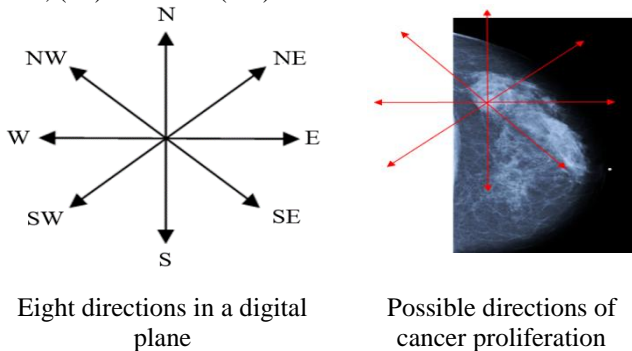 N
NW
NE
W
E
SW
SE
S
Eight directions in a digital
plane
Possible directions of
cancer proliferation